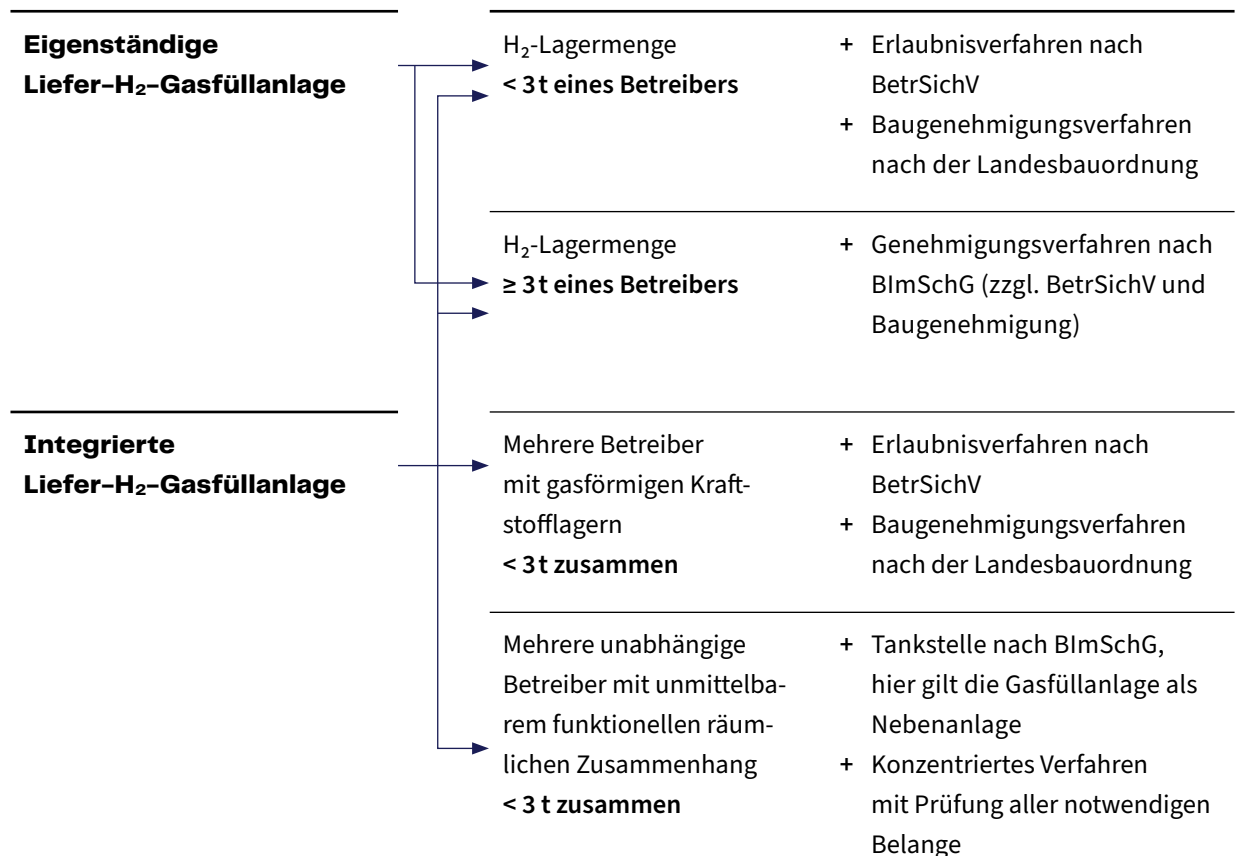 Eigenständige
Liefer–H₂–Gasfüllanlage
H₂-Lagermenge
< 3 t eines Betreibers
+ Erlaubnisverfahren nach
BetrSichV
+ Baugenehmigungsverfahren
nach der Landesbauordnung
H₂-Lagermenge
≥ 3 t eines Betreibers
+ Genehmigungsverfahren nach
BImSchG (zzgl. BetrSichV und
Baugenehmigung)
Integrierte
Liefer–H₂–Gasfüllanlage
Mehrere Betreiber
mit gasförmigen Kraft-
stofflagern
< 3 t zusammen
+ Erlaubnisverfahren nach
BetrSichV
+ Baugenehmigungsverfahren
nach der Landesbauordnung
Mehrere unabhängige
Betreiber mit unmittelba-
rem funktionellen räum-
lichen Zusammenhang
< 3 t zusammen
+ Tankstelle nach BImSchG,
hier gilt die Gasfüllanlage als
Nebenanlage
+ Konzentriertes Verfahren
mit Prüfung aller notwendigen
Belange